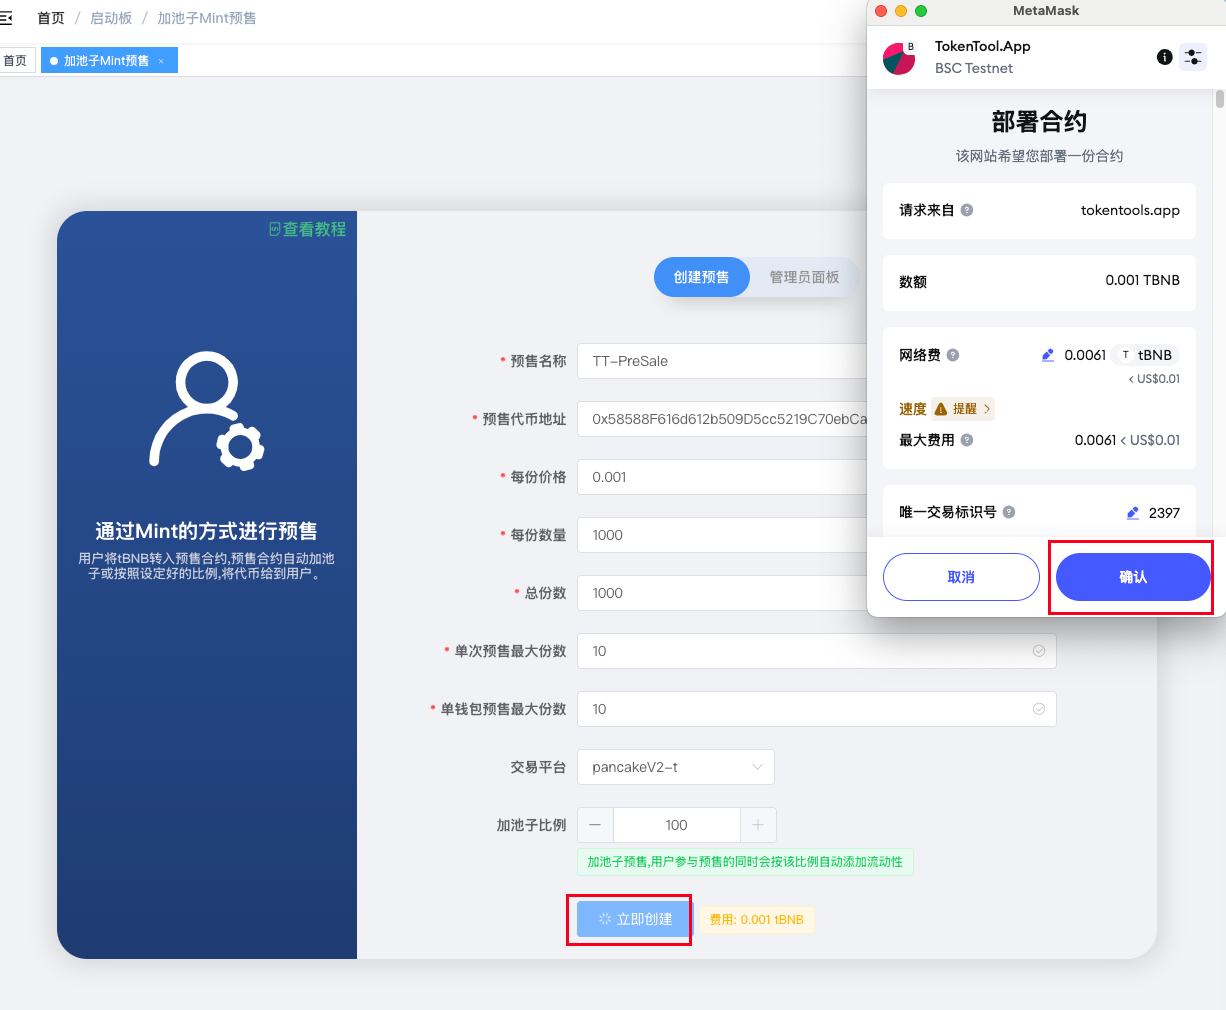 首页 / 启动板 / 加池子Mint预售
首页
加池子Mint预售 ×
查看教程
通过Mint的方式进行预售
用户将tBNB转入预售合约,预售合约自动加池
子或按照设定好的比例,将代币给到用户。
创建预售
管理员面板
* 预售名称
TT-PreSale
* 预售代币地址
0x58588F616d612b509D5cc5219C70ebCa
* 每份价格
0.001
* 每份数量
1000
* 总份数
1000
* 单次预售最大份数
10
* 单钱包预售最大份数
10
交易平台
pancakeV2-t
加池子比例
— 100 +
加池子预售,用户参与预售的同时会按该比例自动添加流动性
立即创建
费用: 0.001 tBNB
MetaMask
B
TokenTool.App
BSC Testnet
部署合约
该网站希望您部署一份合约
请求来自 ?
tokentools.app
数额
0.001 TBNB
网络费 ?
0.0061 T tBNB
< US$0.01
速度 提醒 >
最大费用 ?
0.0061 < US$0.01
唯一交易标识号 ?
2397
取消
确认